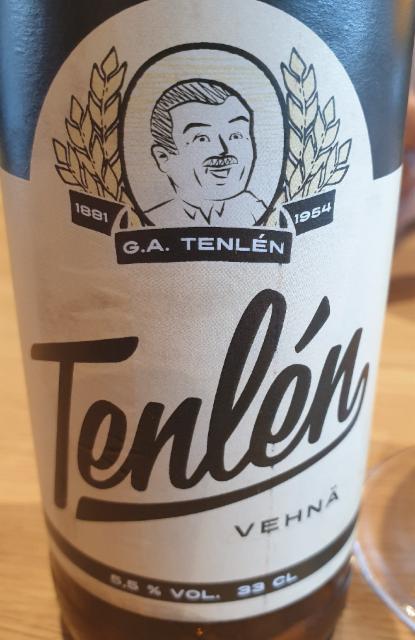 1881 1954
G.A. TENLÉN
Tenlén
VEHNÄ
5,5 % VOL. 33 CL